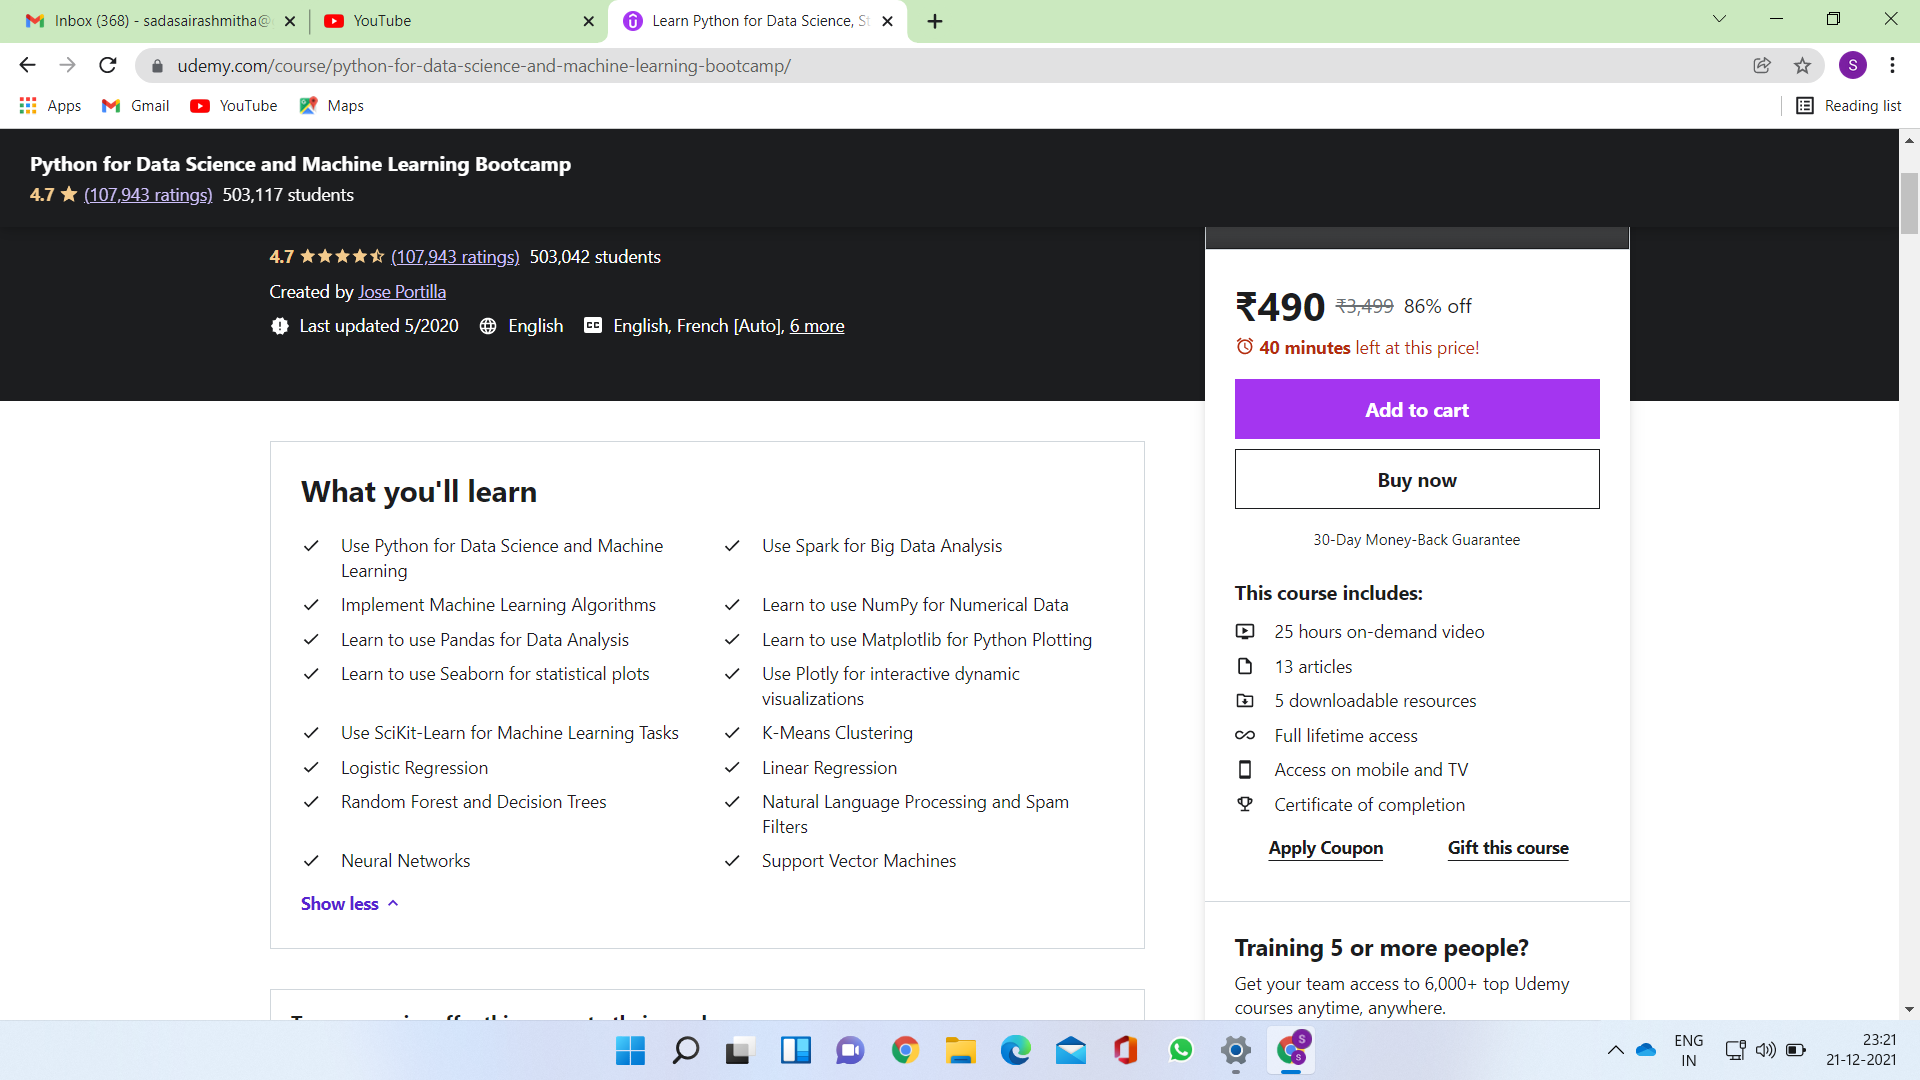 Inbox (368) - sadasairashmitha@
YouTube
Learn Python for Data Science, St
udemy.com/course/python-for-data-science-and-machine-learning-bootcamp/
S
Apps
Gmail
YouTube
Maps
Reading list
Python for Data Science and Machine Learning Bootcamp
4.7 ★ (107,943 ratings) 503,117 students
4.7 (107,943 ratings) 503,042 students
Created by Jose Portilla
Last updated 5/2020 English CC English, French [Auto], 6 more
₹490 ₹3,499 86% off
40 minutes left at this price!
Add to cart
Buy now
30-Day Money-Back Guarantee
This course includes:
25 hours on-demand video
13 articles
5 downloadable resources
Full lifetime access
Access on mobile and TV
Certificate of completion
Apply Coupon Gift this course
Training 5 or more people?
Get your team access to 6,000+ top Udemy
courses anytime, anywhere.
What you'll learn
Use Python for Data Science and Machine
Learning
Use Spark for Big Data Analysis
Implement Machine Learning Algorithms
Learn to use NumPy for Numerical Data
Learn to use Pandas for Data Analysis
Learn to use Matplotlib for Python Plotting
Learn to use Seaborn for statistical plots
Use Plotly for interactive dynamic
visualizations
Use SciKit-Learn for Machine Learning Tasks
K-Means Clustering
Logistic Regression
Linear Regression
Random Forest and Decision Trees
Natural Language Processing and Spam
Filters
Neural Networks
Support Vector Machines
Show less
ENG
IN
23:21
21-12-2021